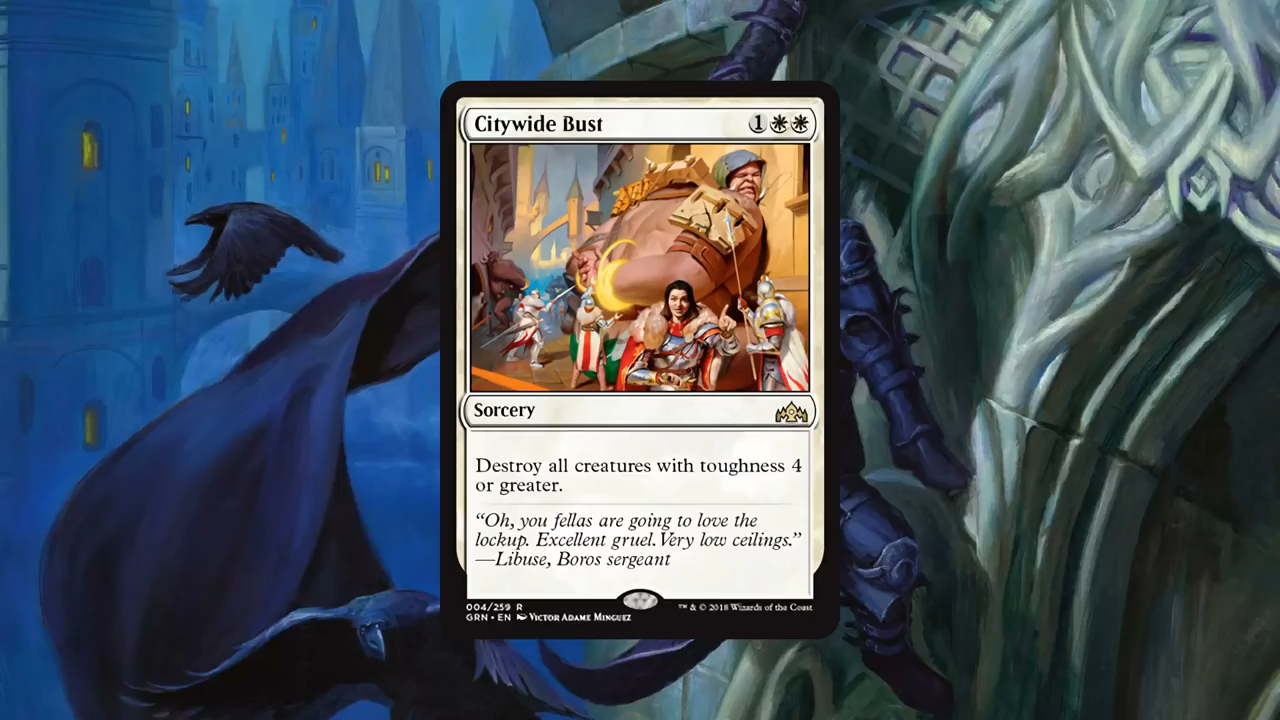 Citywide Bust 1
Sorcery
Destroy all creatures with toughness 4
or greater.
“Oh, you fellas are going to love the
lockup. Excellent gruel. Very low ceilings.”
—Libuse, Boros sergeant
004/259 R
GRN • EN Victor Adame Minguez
™ & © 2018 Wizards of the Coast